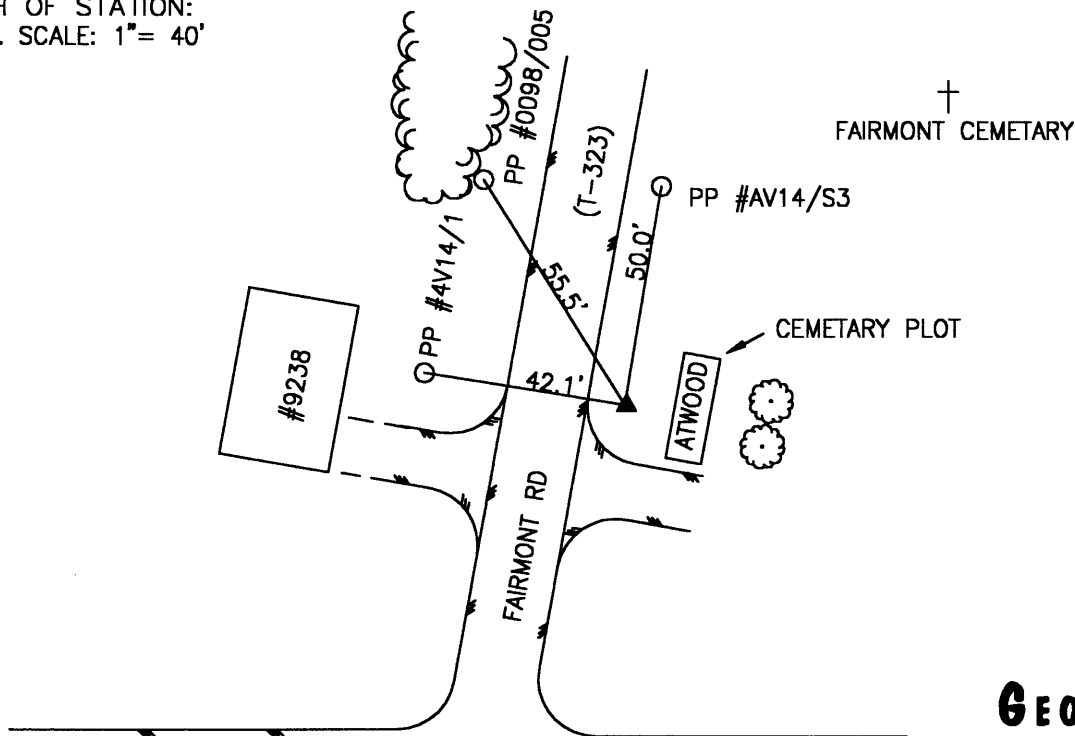 OF STATION:
SCALE: 1"= 40'
PP #0098/005
(T-323)
FAIRMONT CEMETARY
PP #AV14/S3
PP #4V14/1
55.5'
50.0'
CEMETARY PLOT
#9238
42.1'
ATWOOD
FAIRMONT RD